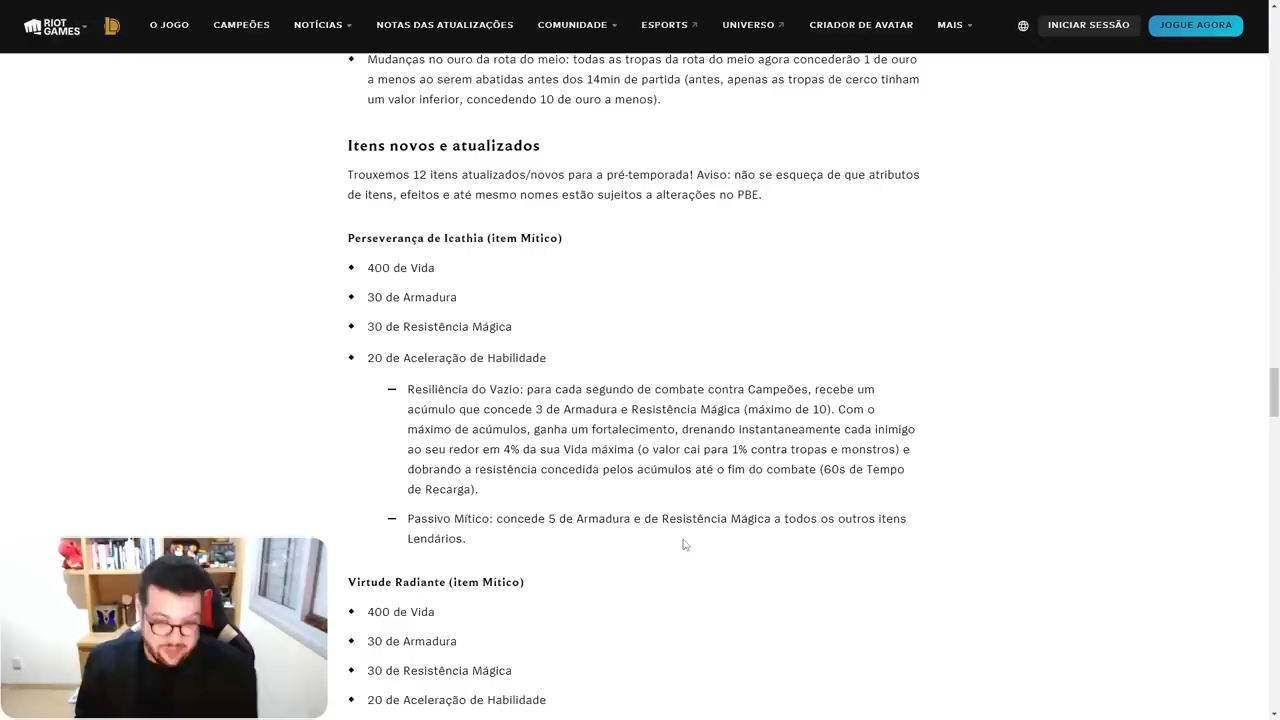 RIOT GAMES
O JOGO CAMPEÕES NOTÍCIAS NOTAS DAS ATUALIZAÇÕES COMUNIDADE ESPORTS UNIVERSO CRIADOR DE AVATAR MAIS INICIAR SESSÃO JOGUE AGORA
Mudanças no ouro da rota do meio: todas as tropas da rota do meio agora concederão 1 de ouro
a menos ao serem abatidas antes dos 14min de partida (antes, apenas as tropas de cerco tinham
um valor inferior, concedendo 10 de ouro a menos).
Itens novos e atualizados
Trouxemos 12 itens atualizados/novos para a pré-temporada! Aviso: não se esqueça de que atributos
de itens, efeitos e até mesmo nomes estão sujeitos a alterações no PBE.
Perseverança de Icathia (item Mítico)
400 de Vida
30 de Armadura
30 de Resistência Mágica
20 de Aceleração de Habilidade
Resiliência do Vazio: para cada segundo de combate contra Campeões, recebe um
acúmulo que concede 3 de Armadura e Resistência Mágica (máximo de 10). Com o
máximo de acúmulos, ganha um fortalecimento, drenando instantaneamente cada inimigo
ao seu redor em 4% da sua Vida máxima (o valor cai para 1% contra tropas e monstros) e
dobrando a resistência concedida pelos acúmulos até o fim do combate (60s de Tempo
de Recarga).
Passivo Mítico: concede 5 de Armadura e de Resistência Mágica a todos os outros itens
Lendários.
Virtude Radiante (item Mítico)
400 de Vida
30 de Armadura
30 de Resistência Mágica
20 de Aceleração de Habilidade